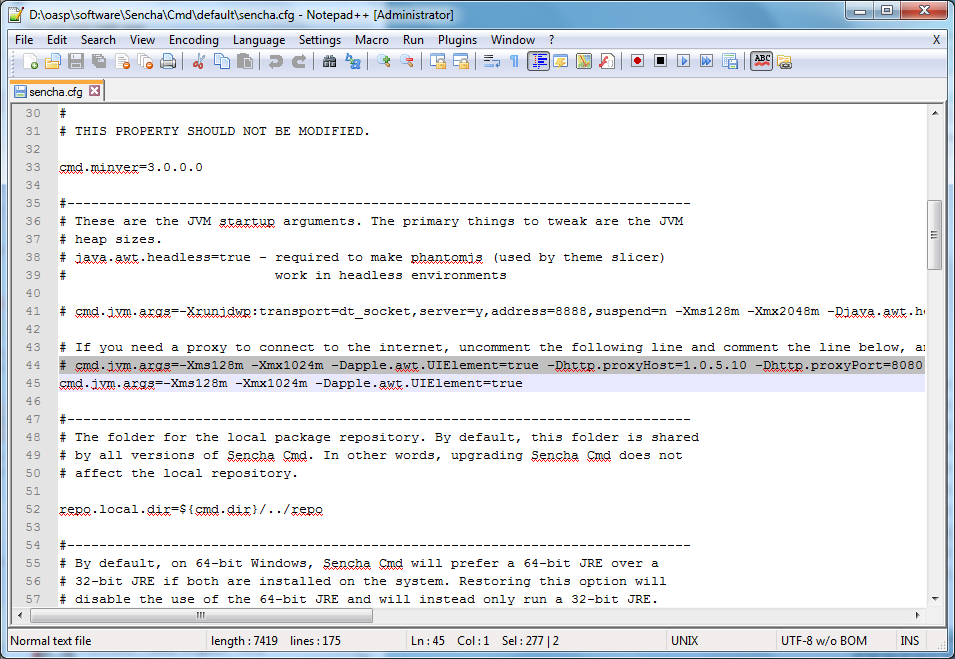 D:\oasp\software\Sencha\Cmd\default\sencha.cfg - Notepad++ [Administrator]
File Edit Search View Encoding Language Settings Macro Run Plugins Window ? X
ABC
sencha.cfg
30 #
31 # THIS PROPERTY SHOULD NOT BE MODIFIED.
32
33 cmd.minver=3.0.0.0
34
35 #------------------------------------------------------------------------------
36 # These are the JVM startup arguments. The primary things to tweak are the JVM
37 # heap sizes.
38 # java.awt.headless=true - required to make phantomjs (used by theme slicer)
39 # work in headless environments
40
41 # cmd.jvm.args=-Xrunjdwp:transport=dt_socket,server=y,address=8888,suspend=n -Xms128m -Xmx2048m -Djava.awt.he
42
43 # If you need a proxy to connect to the internet, uncomment the following line and comment the line below, an
44 # cmd.jvm.args=-Xms128m -Xmx1024m -Dapple.awt.UIElement=true -Dhttp.proxyHost=1.0.5.10 -Dhttp.proxyPort=8080
45 cmd.jvm.args=-Xms128m -Xmx1024m -Dapple.awt.UIElement=true
46
47 #------------------------------------------------------------------------------
48 # The folder for the local package repository. By default, this folder is shared
49 # by all versions of Sencha Cmd. In other words, upgrading Sencha Cmd does not
50 # affect the local repository.
51
52 repo.local.dir=${cmd.dir}/../repo
53
54 #------------------------------------------------------------------------------
55 # By default, on 64-bit Windows, Sencha Cmd will prefer a 64-bit JRE over a
56 # 32-bit JRE if both are installed on the system. Restoring this option will
57 # disable the use of the 64-bit JRE and will instead only run a 32-bit JRE.
Normal text file length : 7419 lines : 175 Ln : 45 Col : 1 Sel : 277 | 2 UNIX UTF-8 w/o BOM INS